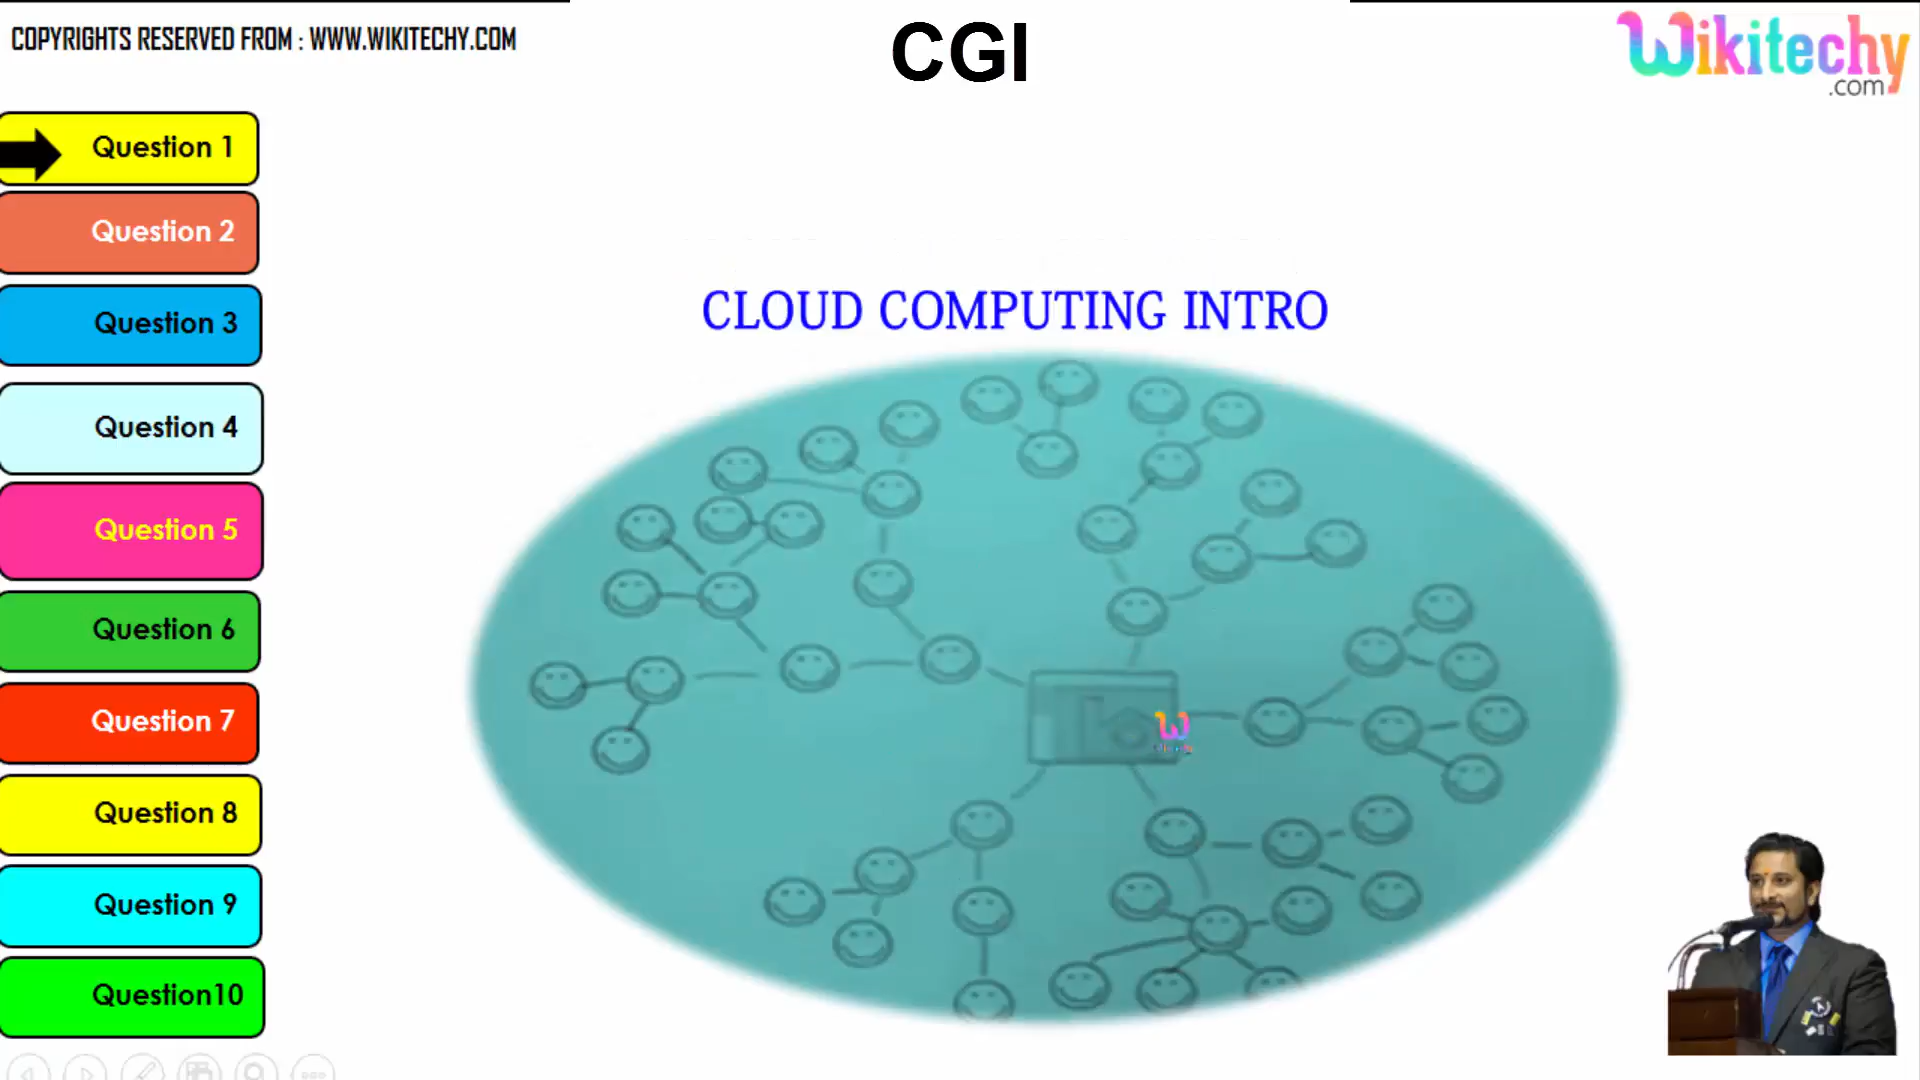 COPYRIGHTS RESERVED FROM : WWW.WIKITECHY.COM
CGI
Wikitechy
.com
Question 1
Question 2
Question 3
Question 4
Question 5
Question 6
Question 7
Question 8
Question 9
Question10
CLOUD COMPUTING INTRO
W